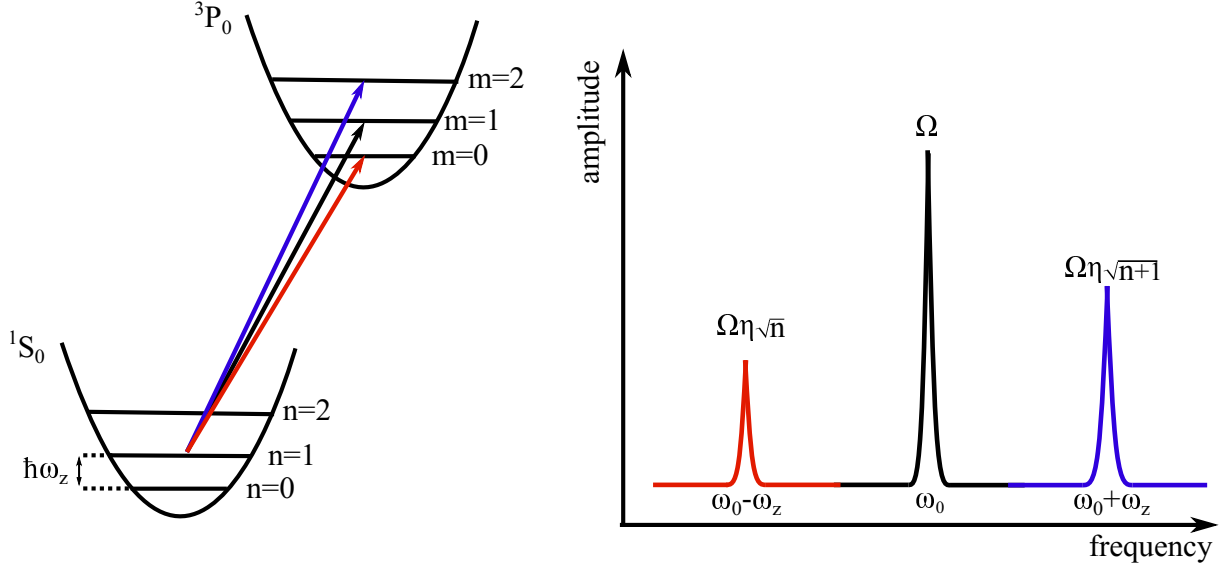 ³P₀
m=2
m=1
m=0
¹S₀
n=2
n=1
n=0
ħω_z
amplitude
Ω
Ωη√n
Ωη√n+1
ω₀-ω_z
ω₀
ω₀+ω_z
frequency